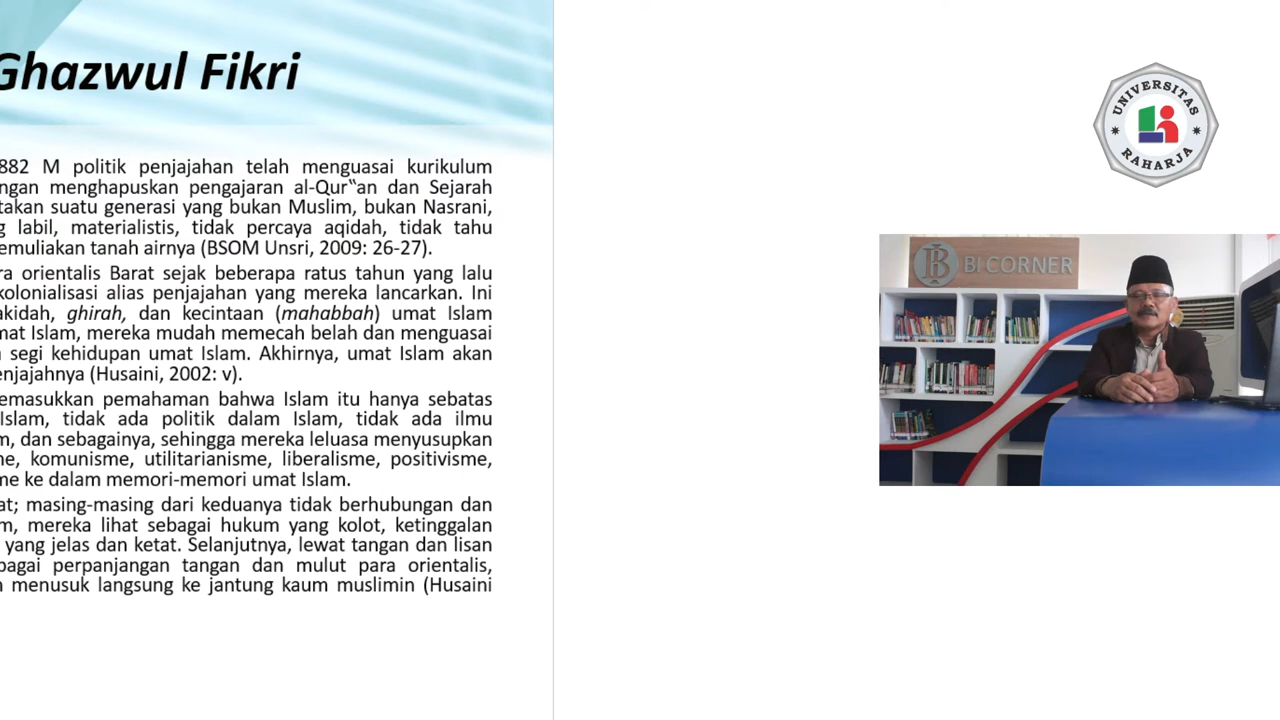 Ghazwul Fikri
882 M politik penjajahan telah menguasai kurikulum
ngan menghapuskan pengajaran al-Qur‟an dan Sejarah
takan suatu generasi yang bukan Muslim, bukan Nasrani,
g labil, materialistis, tidak percaya aqidah, tidak tahu
emuliakan tanah airnya (BSOM Unsri, 2009: 26-27).
ra orientalis Barat sejak beberapa ratus tahun yang lalu
kolonialisasi alias penjajahan yang mereka lancarkan. Ini
akidah, ghirah, dan kecintaan (mahabbah) umat Islam
mat Islam, mereka mudah memecah belah dan menguasai
n segi kehidupan umat Islam. Akhirnya, umat Islam akan
enjajahnya (Husaini, 2002: v).
emasukkan pemahaman bahwa Islam itu hanya sebatas
Islam, tidak ada politik dalam Islam, tidak ada ilmu
m, dan sebagainya, sehingga mereka leluasa menyusupkan
me, komunisme, utilitarianisme, liberalisme, positivisme,
me ke dalam memori-memori umat Islam.
at; masing-masing dari keduanya tidak berhubungan dan
m, mereka lihat sebagai hukum yang kolot, ketinggalan
yang jelas dan ketat. Selanjutnya, lewat tangan dan lisan
bagai perpanjangan tangan dan mulut para orientalis,
n menusuk langsung ke jantung kaum muslimin (Husaini
UNIVERSITAS
RAHARJA
BI CORNER